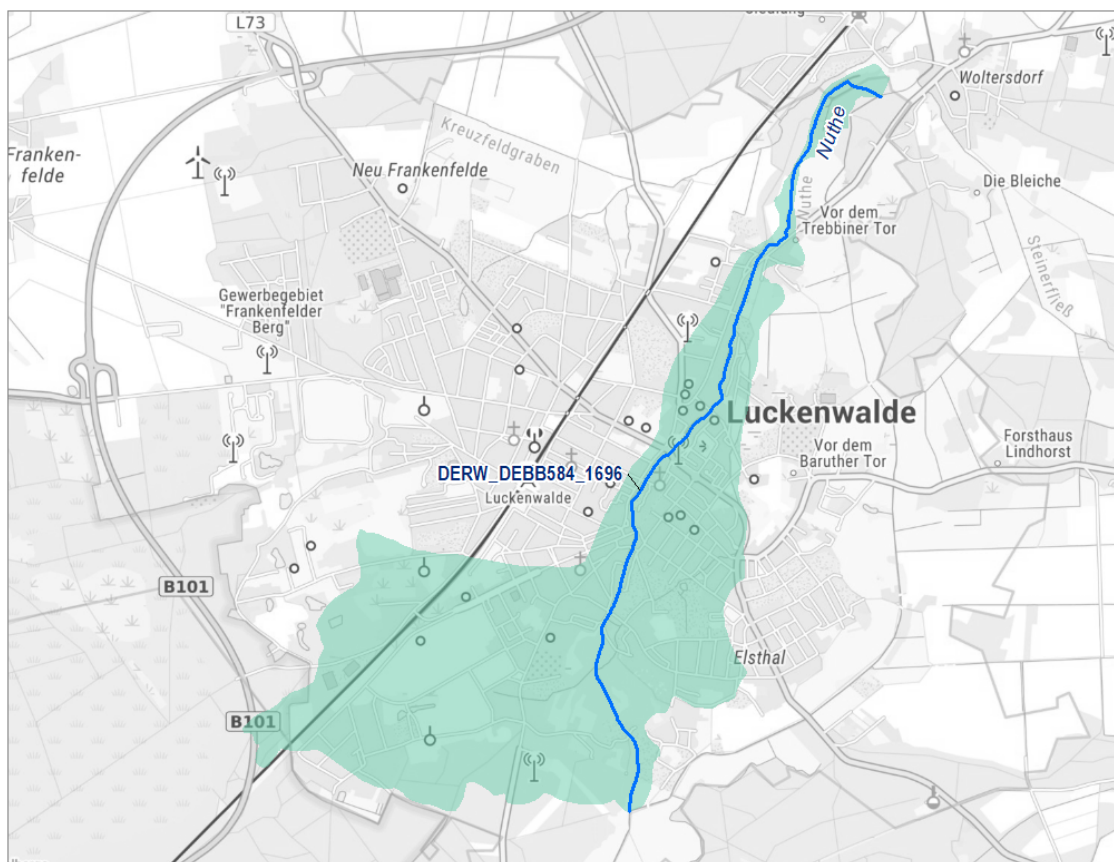 Siedlung
L73
Woltersdorf
Kreuzfeldgraben
Nuthe
Franken-
felde
Neu Frankenfelde
Die Bleiche
Nuthe
Vor dem
Trebbiner Tor
Steinerfließ
Gewerbegebiet
"Frankenfelder
Berg"
Luckenwalde
Vor dem
Baruther Tor
Forsthaus
Lindhorst
DERW_DEBB584_1696
Luckenwalde
B101
Elsthal
B101